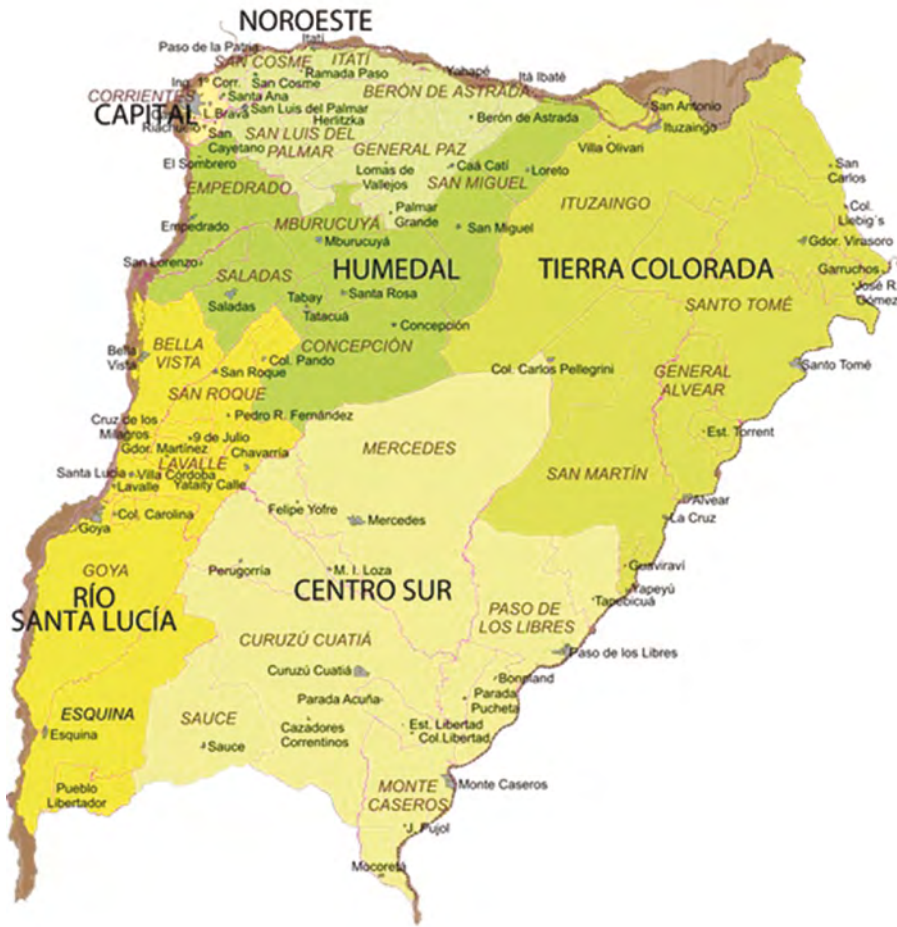 NOROESTE
Itatí
Paso de la Patria
SAN COSME
ITATÍ
Ramada Paso
Yahapé
Itá Ibaté
Ing. 1° Corr.
San Cosme
BERÓN DE ASTRADA
CORRIENTES
Santa Ana
San Antonio
CAPITAL
L. Brava
San Luis del Palmar
Herlitzka
Berón de Astrada
Ituzaingo
Riachuelo
San
Cayetano
SAN LUIS DEL
PALMAR
GENERAL PAZ
Villa Olivari
El Sombrero
Lomas de
Vallejos
Caá Catí
Loreto
San
Carlos
EMPEDRADO
SAN MIGUEL
ITUZAINGO
Col.
Liebig´s
Empedrado
MBURUCUYÁ
Palmar
Grande
San Miguel
Mburucuyá
Gdor. Virasoro
San Lorenzo
SALADAS
HUMEDAL
TIERRA COLORADA
Garruchos
Saladas
Tabay
Santa Rosa
José R.
Gómez
Tatacuá
SANTO TOMÉ
Concepción
BELLA
VISTA
CONCEPCIÓN
Bella
Vista
Col. Pando
Col. Carlos Pellegrini
Santo Tomé
San Roque
GENERAL
ALVEAR
SAN ROQUE
Cruz de los
Milagros
Pedro R. Fernández
9 de Julio
Est. Torrent
Gdor. Martínez
Chavarría
MERCEDES
LAVALLE
SAN MARTÍN
Santa Lucía
Villa Córdoba
Lavalle
Yataity Calle
Alvear
Goya
Col. Carolina
Felipe Yofre
Mercedes
La Cruz
GOYA
Perugorría
M. I. Loza
Guaviraví
RÍO
SANTA LUCÍA
CENTRO SUR
Yapeyú
Tapebicuá
PASO DE
LOS LIBRES
CURUZÚ CUATIÁ
Paso de los Libres
Curuzú Cuatiá
Bonpland
Parada Acuña
Parada
Pucheta
ESQUINA
SAUCE
Cazadores
Correntinos
Est. Libertad
Col.Libertad
Esquina
Sauce
Pueblo
Libertador
MONTE
CASEROS
Monte Caseros
J. Pujol
Mocoretá